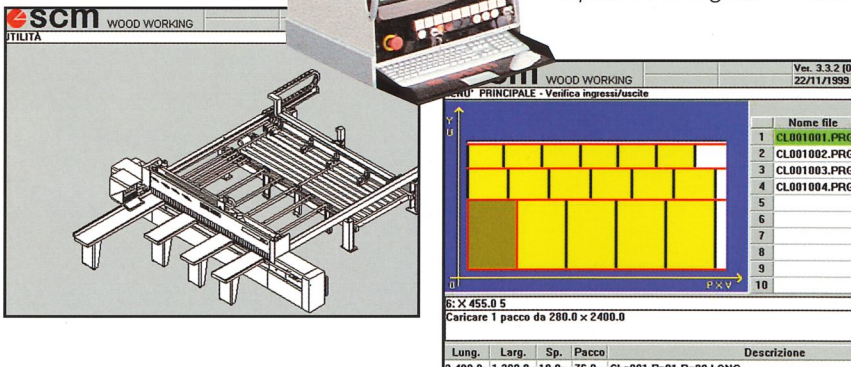 scm WOOD WORKING
UTILITÀ
WOOD WORKING
Ver. 3.3.2
22/11/1999
PRINCIPALE - Verifica ingressi/uscite
Y
U
0
P X V
Nome file
1 CL001001.PRG
2 CL001002.PRG
3 CL001003.PRG
4 CL001004.PRG
5
6
7
8
9
10
6: X 455.0 5
Caricare 1 pacco da 280.0 x 2400.0
Lung. Larg. Sp. Pacco Descrizione